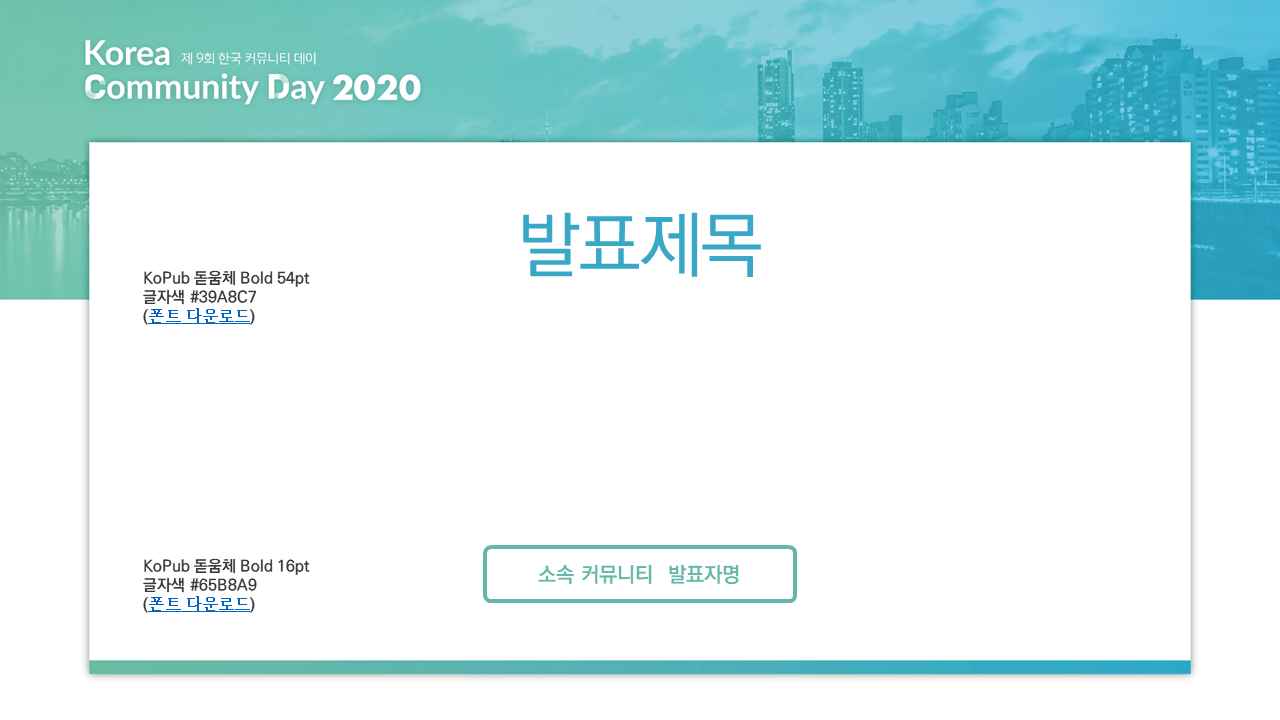 Korea 제 9회 한국 커뮤니티 데이
Community Day 2020
발표제목
KoPub 돋움체 Bold 54pt
글자색 #39A8C7
(폰트 다운로드)
KoPub 돋움체 Bold 16pt
글자색 #65B8A9
(폰트 다운로드)
소속 커뮤니티 발표자명